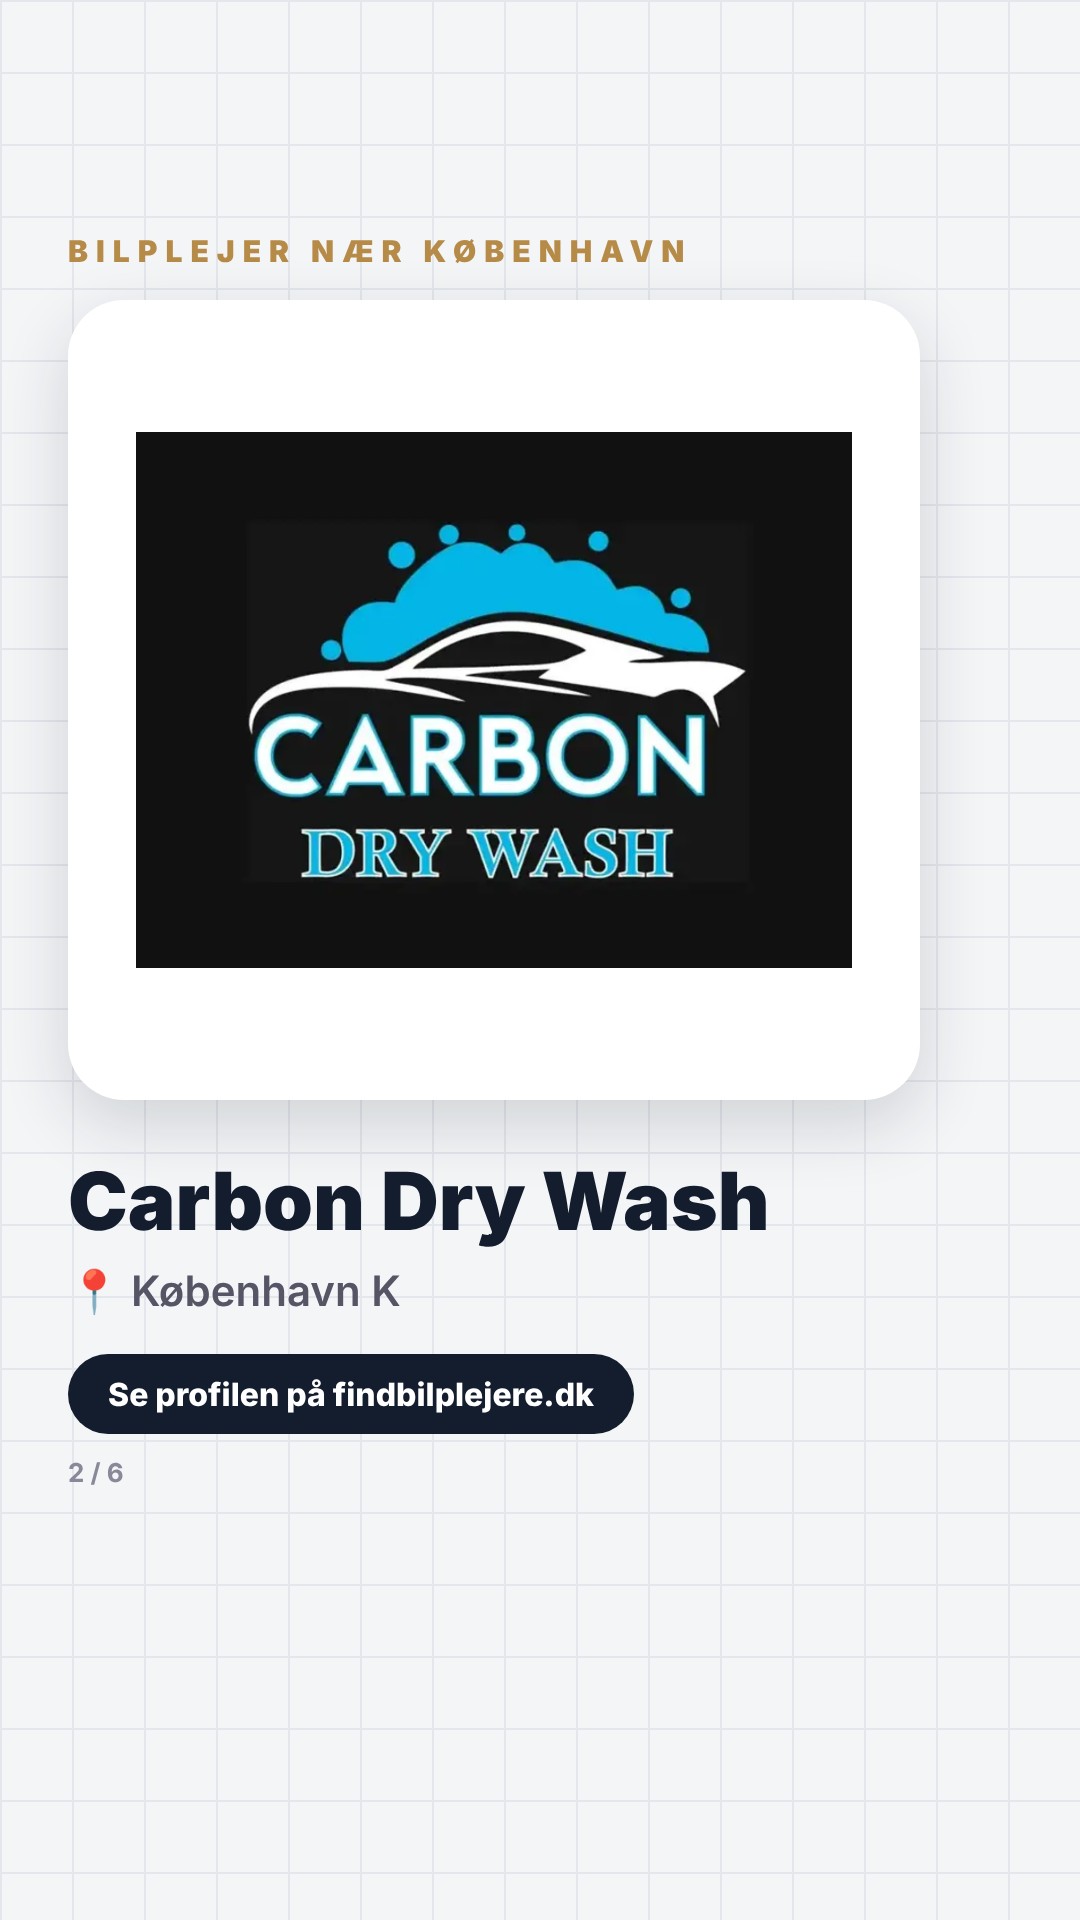 BILPLEJER NÆR KØBENHAVN
CARBON
DRY WASH
Carbon Dry Wash
📍 København K
Se profilen på findbilplejere.dk
2 / 6